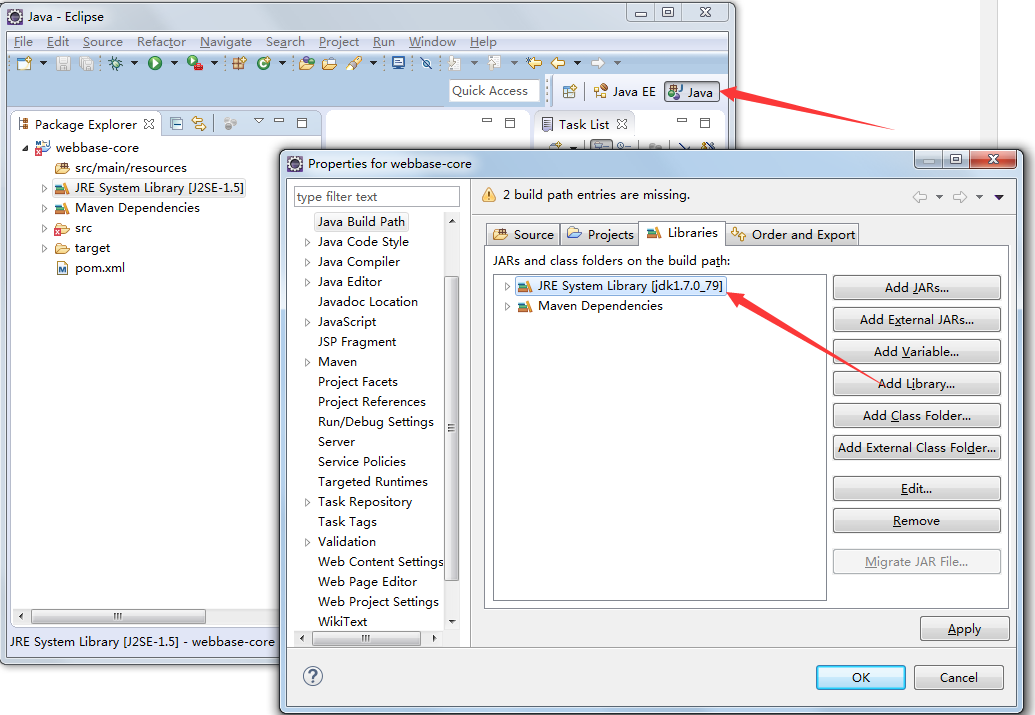 Java - Eclipse
File Edit Source Refactor Navigate Search Project Run Window Help
Quick Access
Java EE
Java
Package Explorer
Task List
webbase-core
src/main/resources
JRE System Library [J2SE-1.5]
Maven Dependencies
src
target
pom.xml
JRE System Library [J2SE-1.5] - webbase-core
Properties for webbase-core
type filter text
Java Build Path
Java Code Style
Java Compiler
Java Editor
Javadoc Location
JavaScript
JSP Fragment
Maven
Project Facets
Project References
Run/Debug Settings
Server
Service Policies
Targeted Runtimes
Task Repository
Task Tags
Validation
Web Content Settings
Web Page Editor
Web Project Settings
WikiText
2 build path entries are missing.
Source Projects Libraries Order and Export
JARs and class folders on the build path:
JRE System Library [jdk1.7.0_79]
Maven Dependencies
Add JARs...
Add External JARs...
Add Variable...
Add Library...
Add Class Folder...
Add External Class Folder...
Edit...
Remove
Migrate JAR File...
Apply
OK
Cancel